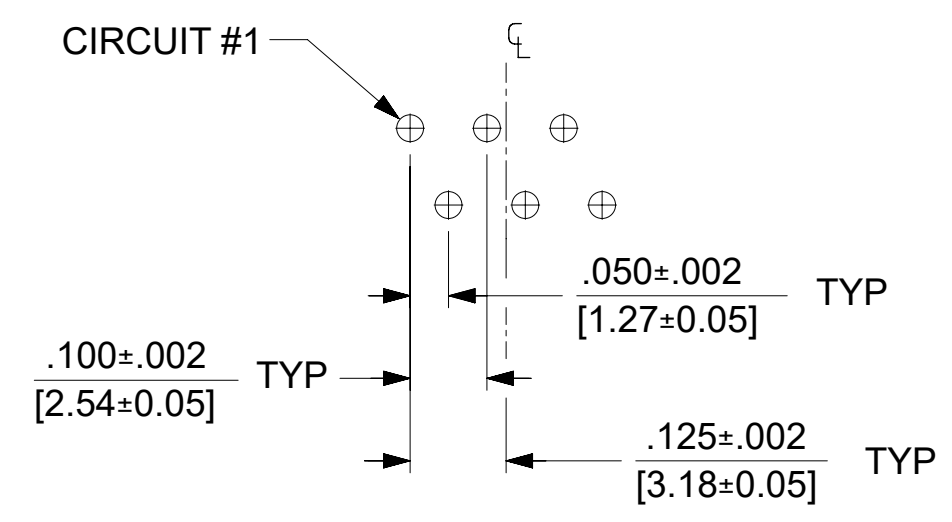 CIRCUIT #1
℄
.050±.002
[1.27±0.05]
TYP
.100±.002
[2.54±0.05]
TYP
.125±.002
[3.18±0.05]
TYP